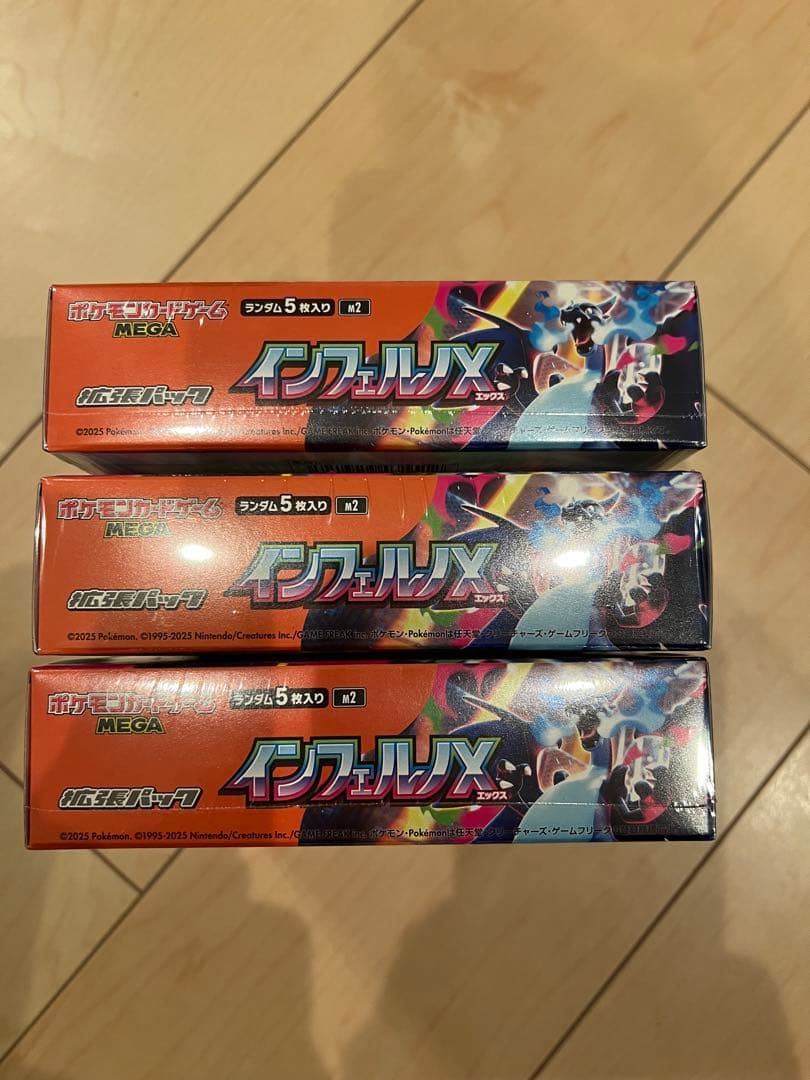 ポケモンカードゲーム
MEGA
ランダム5枚入り M2
拡張パック
インフェルノX
エックス
©2025 Pokémon. Creatures Inc./GAME FREAK inc. ポケモン・Pokémonは任天堂・クリーチャーズ・ゲームフリーク
ポケモンカードゲーム
MEGA
ランダム5枚入り M2
拡張パック
インフェルノX
エックス
©2025 Pokémon. ©1995-2025 Nintendo/Creatures Inc./GAME FREAK inc. ポケモン・Pokémonは任天堂・クリーチャーズ・ゲームフリーク
ポケモンカードゲーム
MEGA
ランダム5枚入り M2
拡張パック
インフェルノX
エックス
©2025 Pokémon. ©1995-2025 Nintendo/Creatures Inc./GAME FREAK inc. ポケモン・Pokémonは任天堂・クリーチャーズ・ゲームフリーク